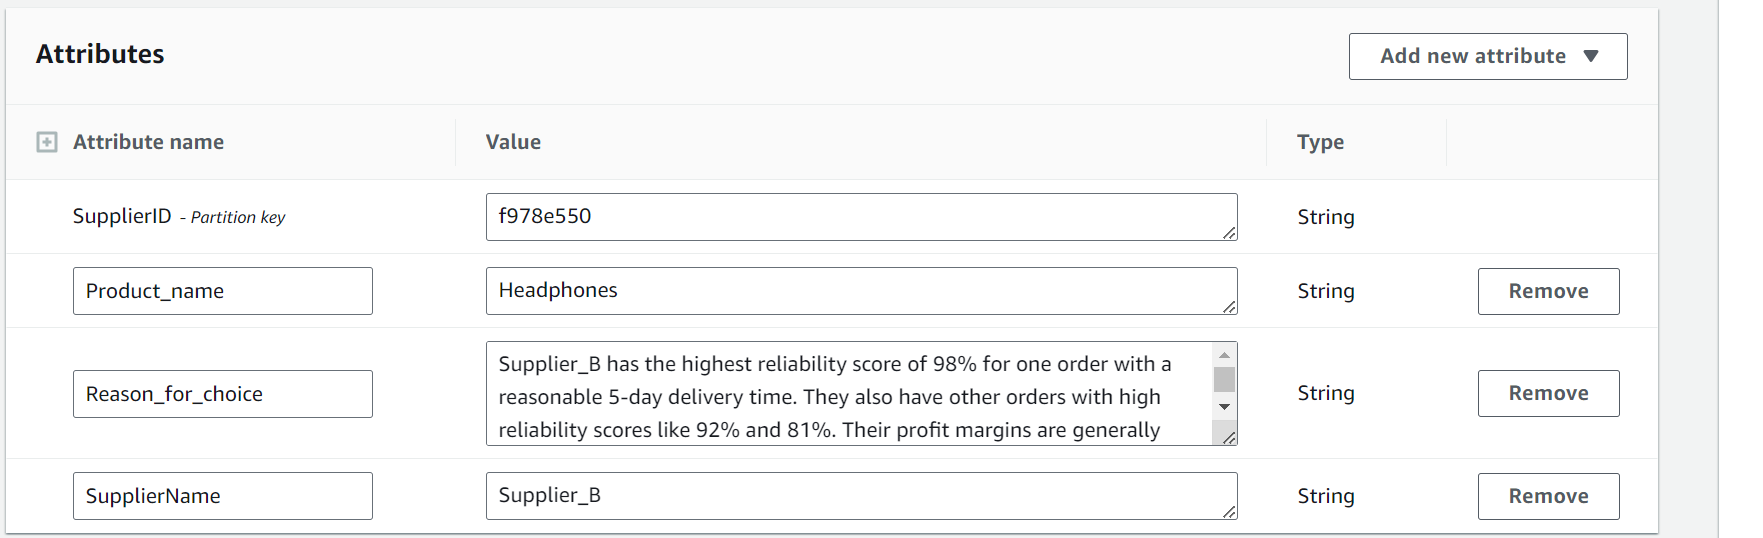 Attributes
Add new attribute
Attribute name Value Type
SupplierID - Partition key f978e550 String
Product_name Headphones String Remove
Reason_for_choice Supplier_B has the highest reliability score of 98% for one order with a
reasonable 5-day delivery time. They also have other orders with high
reliability scores like 92% and 81%. Their profit margins are generally
String Remove
SupplierName Supplier_B String Remove